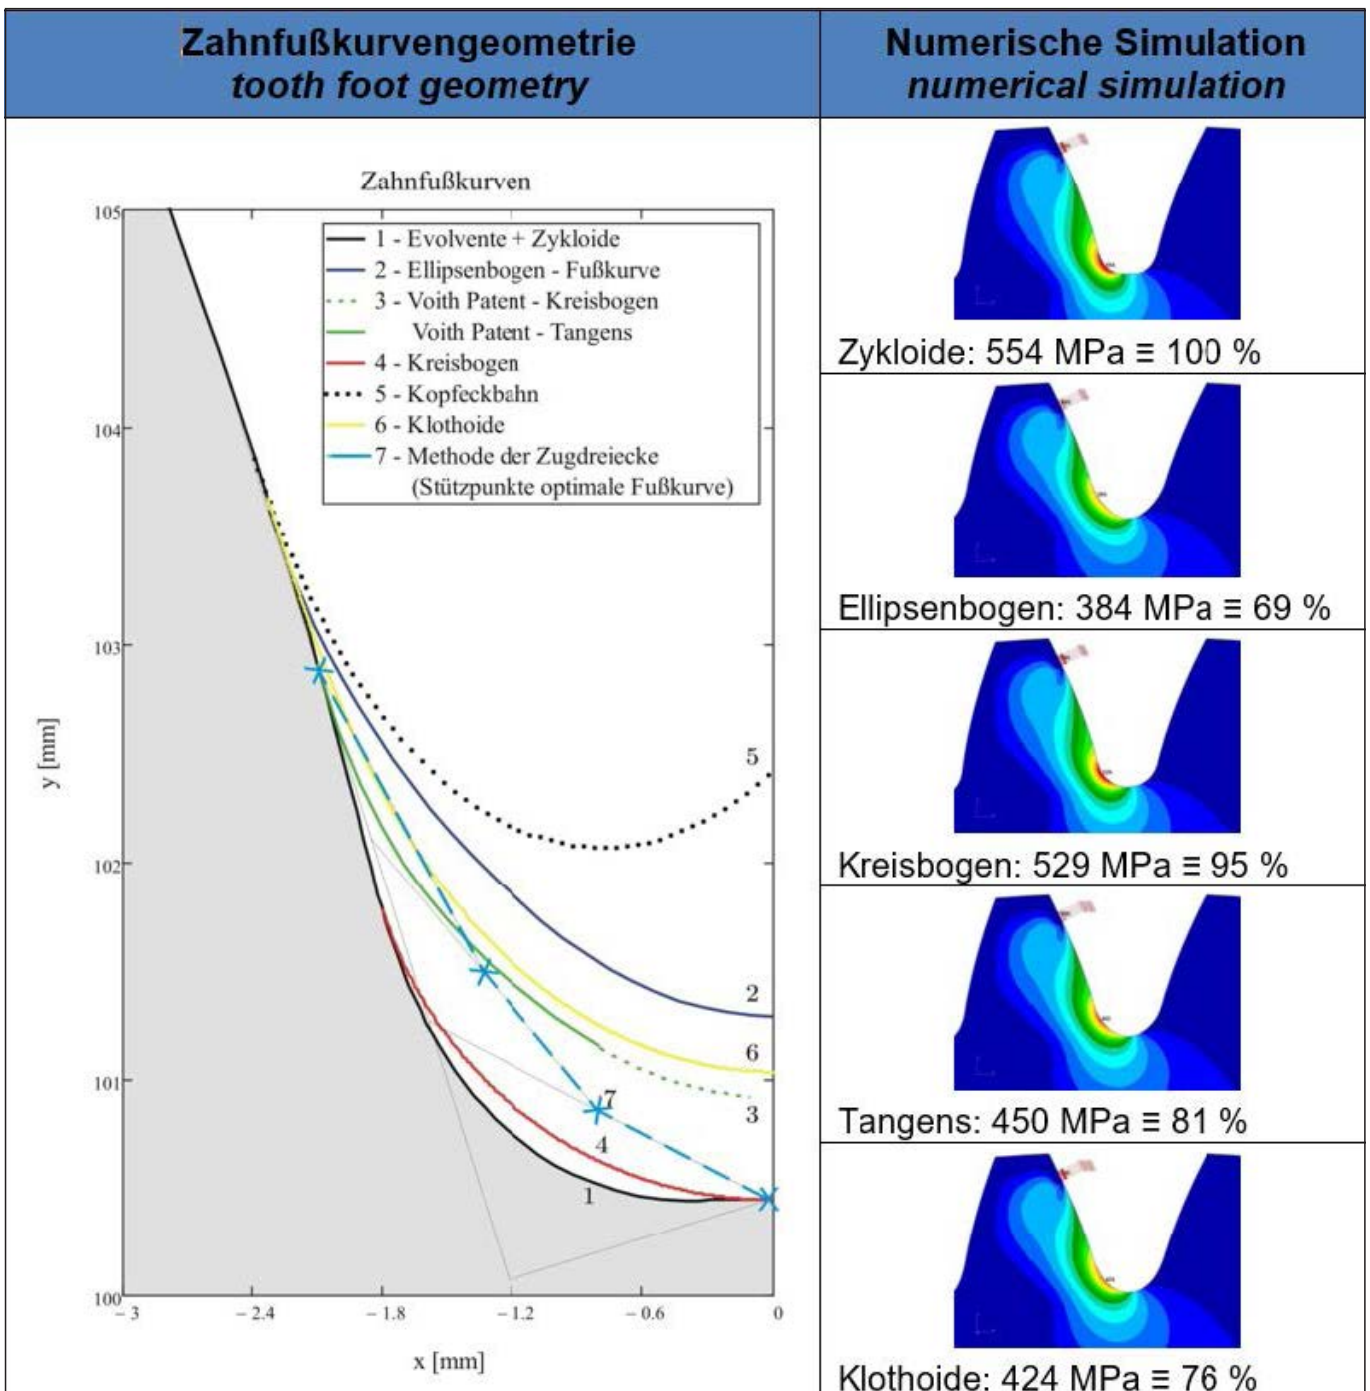 Zahnfußkurvengeometrie
tooth foot geometry
Numerische Simulation
numerical simulation
Zahnfußkurven
1 - Evolvente + Zykloide
2 - Ellipsenbogen - Fußkurve
3 - Voith Patent - Kreisbogen
Voith Patent - Tangens
4 - Kreisbogen
5 - Kopfeckbahn
6 - Klothoide
7 - Methode der Zugdreiecke
(Stützpunkte optimale Fußkurve)
105
104
103
102
101
100
y [mm]
5
2
6
3
7
4
1
– 3
– 2.4
– 1.8
– 1.2
– 0.6
0
x [mm]
Zykloide: 554 MPa ≡ 100 %
Ellipsenbogen: 384 MPa ≡ 69 %
Kreisbogen: 529 MPa ≡ 95 %
Tangens: 450 MPa ≡ 81 %
Klothoide: 424 MPa ≡ 76 %